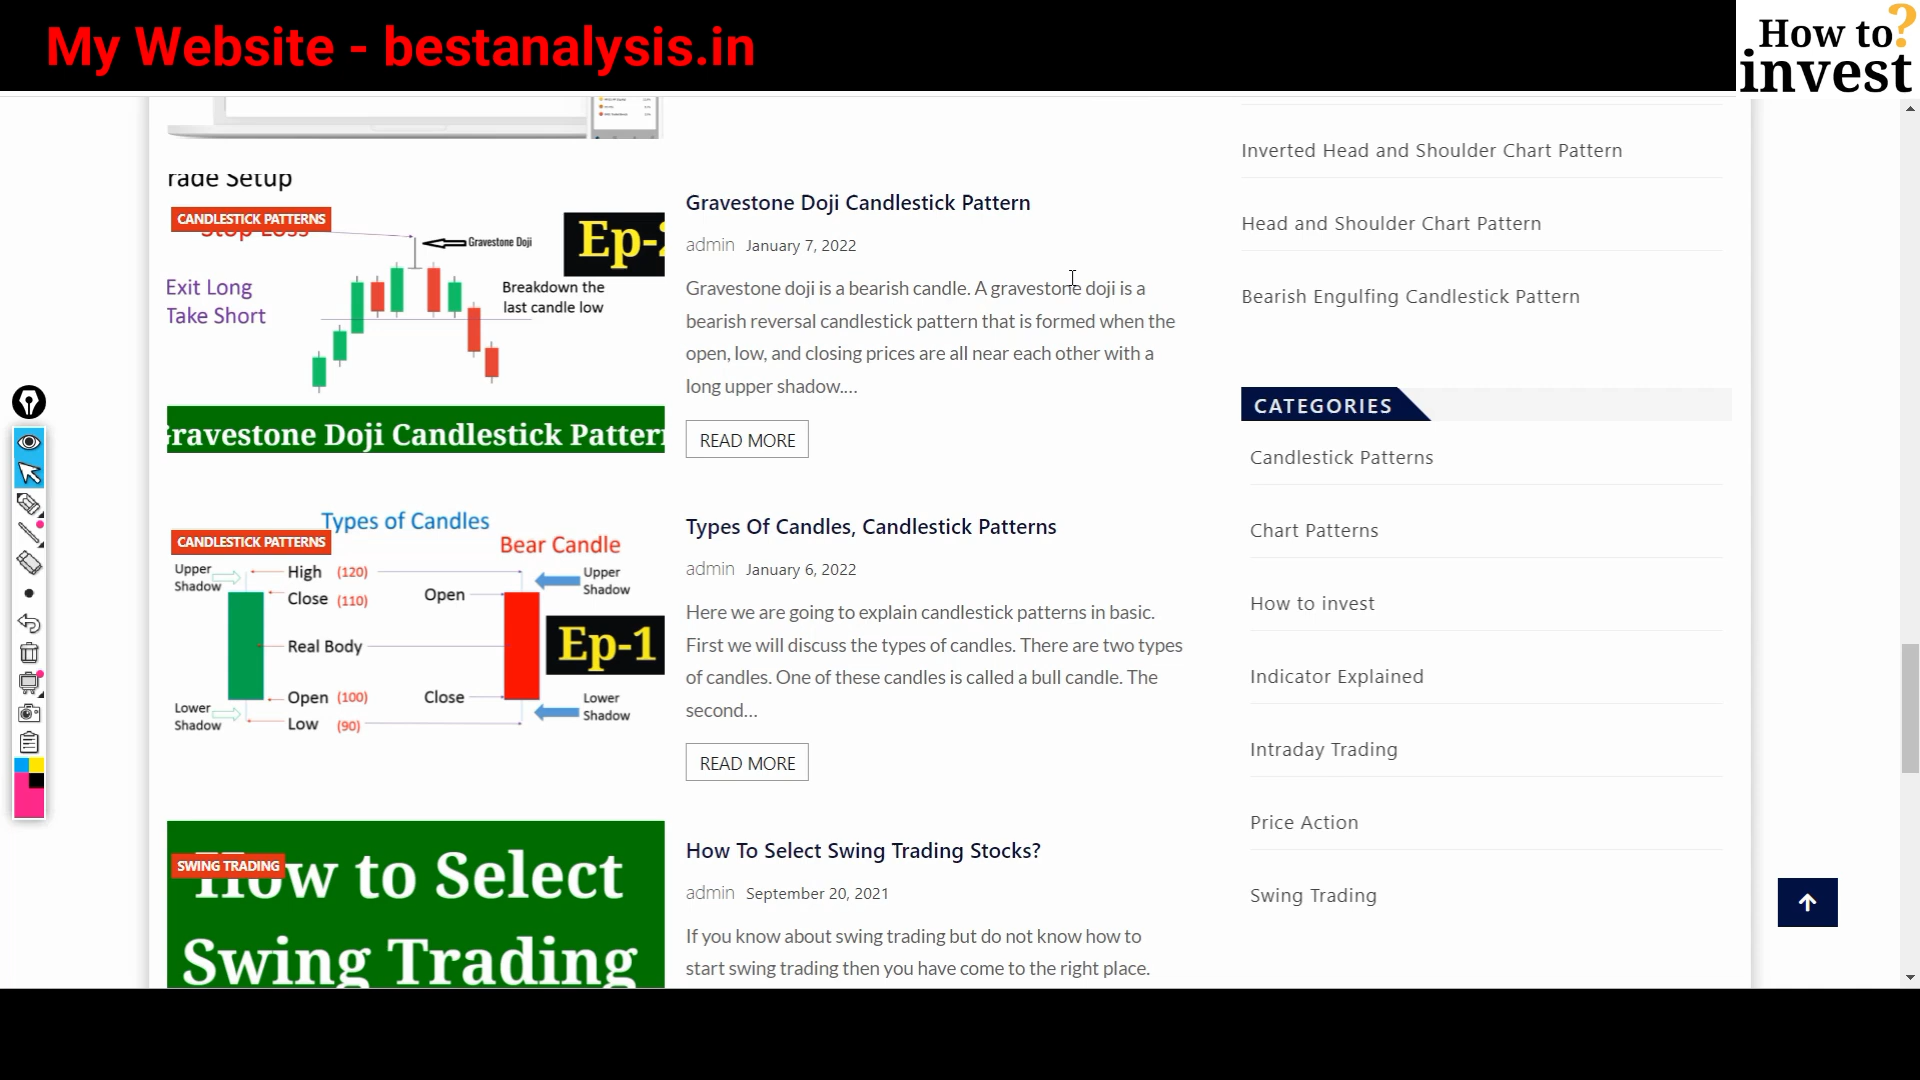 My Website - bestanalysis.in
How to?
invest
rade Setup
CANDLESTICK PATTERNS
Stop Loss
Gravestone Doji
Ep-2
Exit Long
Take Short
Breakdown the
last candle low
Gravestone Doji Candlestick Pattern
Gravestone Doji Candlestick Pattern
admin January 7, 2022
Gravestone doji is a bearish candle. A gravestone doji is a
bearish reversal candlestick pattern that is formed when the
open, low, and closing prices are all near each other with a
long upper shadow....
READ MORE
Types of Candles
CANDLESTICK PATTERNS
Bear Candle
Upper
Shadow
High (120)
Close (110)
Open
Upper
Shadow
Real Body
Ep-1
Open (100)
Close
Lower
Shadow
Lower
Shadow
Low (90)
Types Of Candles, Candlestick Patterns
admin January 6, 2022
Here we are going to explain candlestick patterns in basic.
First we will discuss the types of candles. There are two types
of candles. One of these candles is called a bull candle. The
second...
READ MORE
SWING TRADING
How to Select
Swing Trading
How To Select Swing Trading Stocks?
admin September 20, 2021
If you know about swing trading but do not know how to
start swing trading then you have come to the right place.
Inverted Head and Shoulder Chart Pattern
Head and Shoulder Chart Pattern
Bearish Engulfing Candlestick Pattern
CATEGORIES
Candlestick Patterns
Chart Patterns
How to invest
Indicator Explained
Intraday Trading
Price Action
Swing Trading